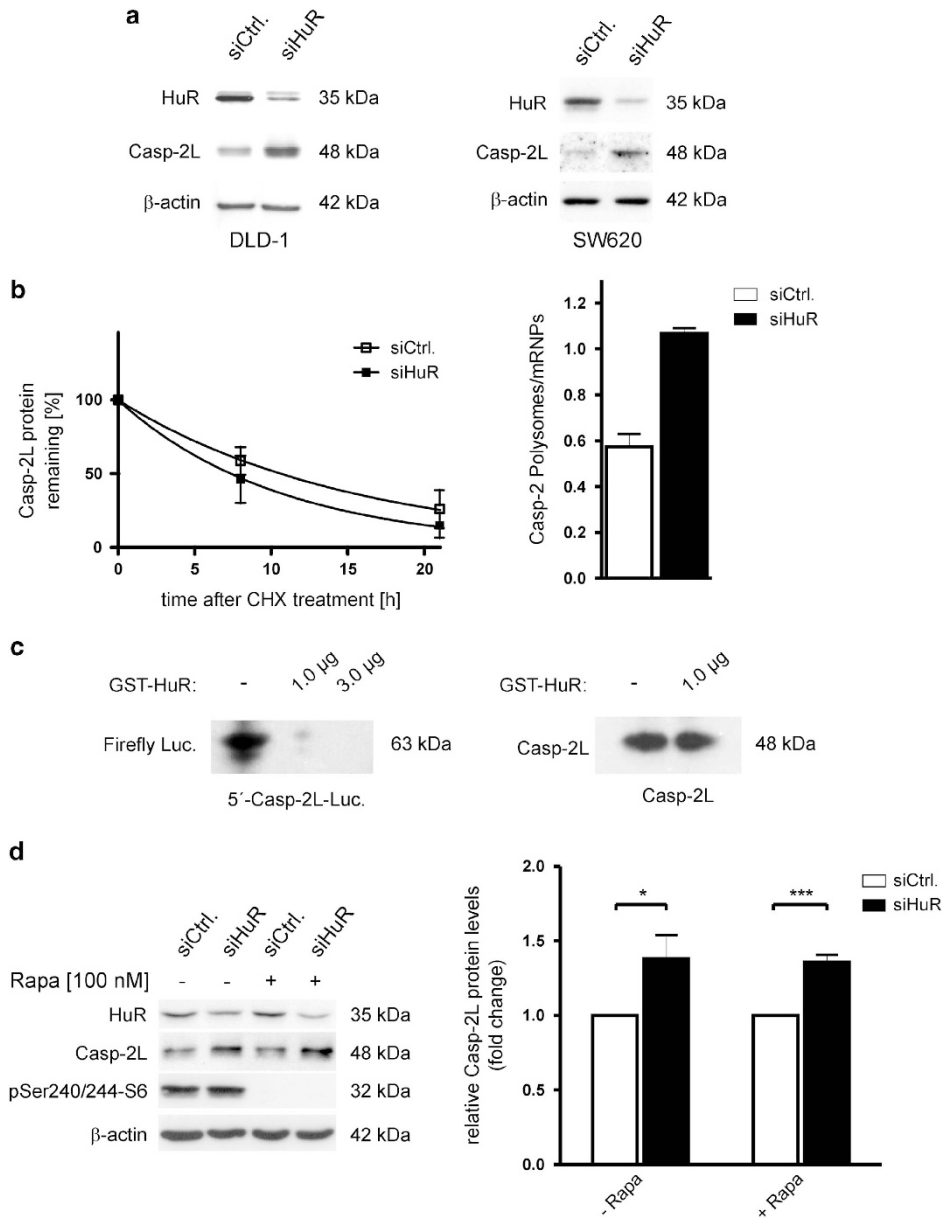 a
siCtrl. siHuR
HuR 35 kDa
Casp-2L 48 kDa
β-actin 42 kDa
DLD-1
siCtrl. siHuR
HuR 35 kDa
Casp-2L 48 kDa
β-actin 42 kDa
SW620
b
Casp-2L protein
remaining [%]
100
50
0
0 5 10 15 20
time after CHX treatment [h]
siCtrl.
siHuR
Casp-2 Polysomes/mRNPs
1.2
1.0
0.8
0.6
0.4
0.2
0.0
siCtrl.
siHuR
c
GST-HuR: - 1.0 µg 3.0 µg
Firefly Luc. 63 kDa
5´-Casp-2L-Luc.
GST-HuR: - 1.0 µg
Casp-2L 48 kDa
Casp-2L
d
siCtrl. siHuR siCtrl. siHuR
Rapa [100 nM] - - + +
HuR 35 kDa
Casp-2L 48 kDa
pSer240/244-S6 32 kDa
β-actin 42 kDa
relative Casp-2L protein levels
(fold change)
2.0
1.5
1.0
0.5
0.0
* ***
- Rapa + Rapa
siCtrl.
siHuR